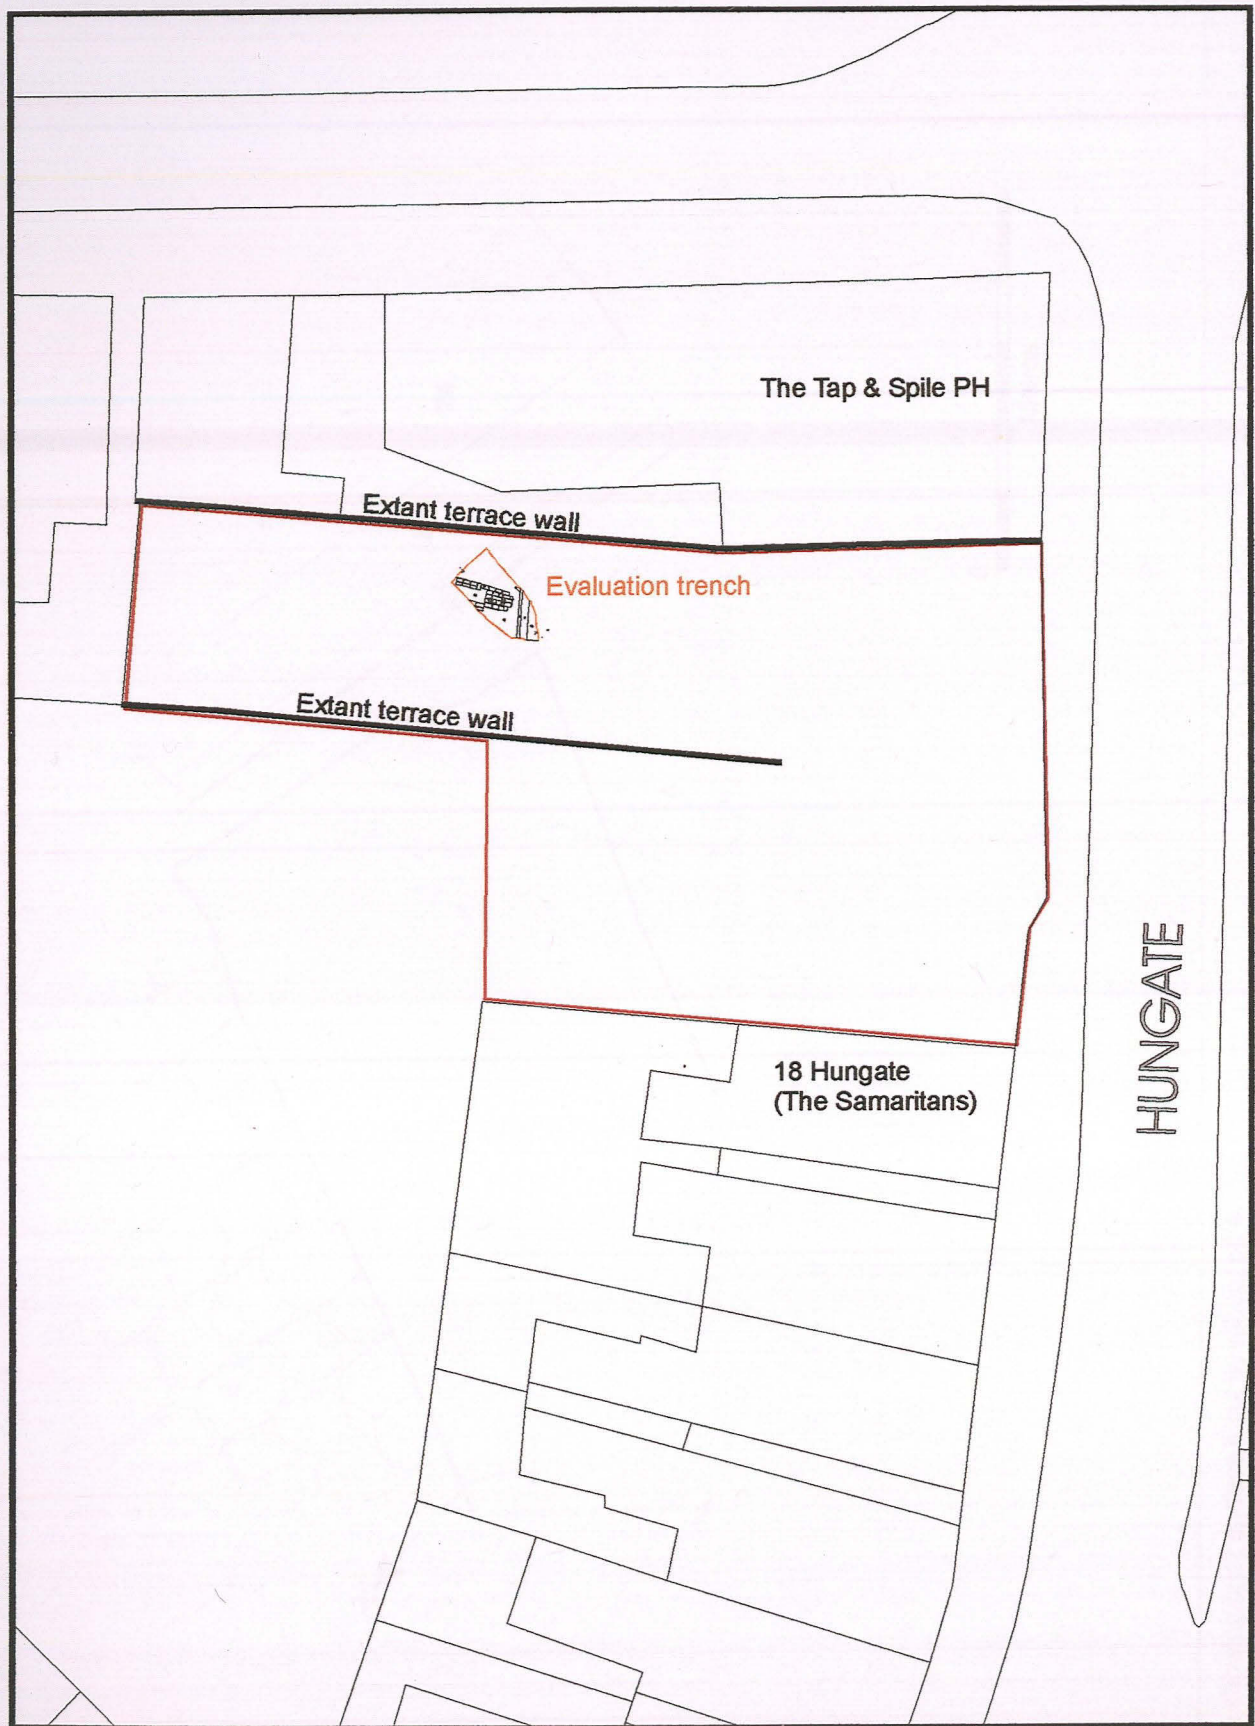 The Tap & Spile PH
Extant terrace wall
Evaluation trench
Extant terrace wall
HUNGATE
18 Hungate
(The Samaritans)